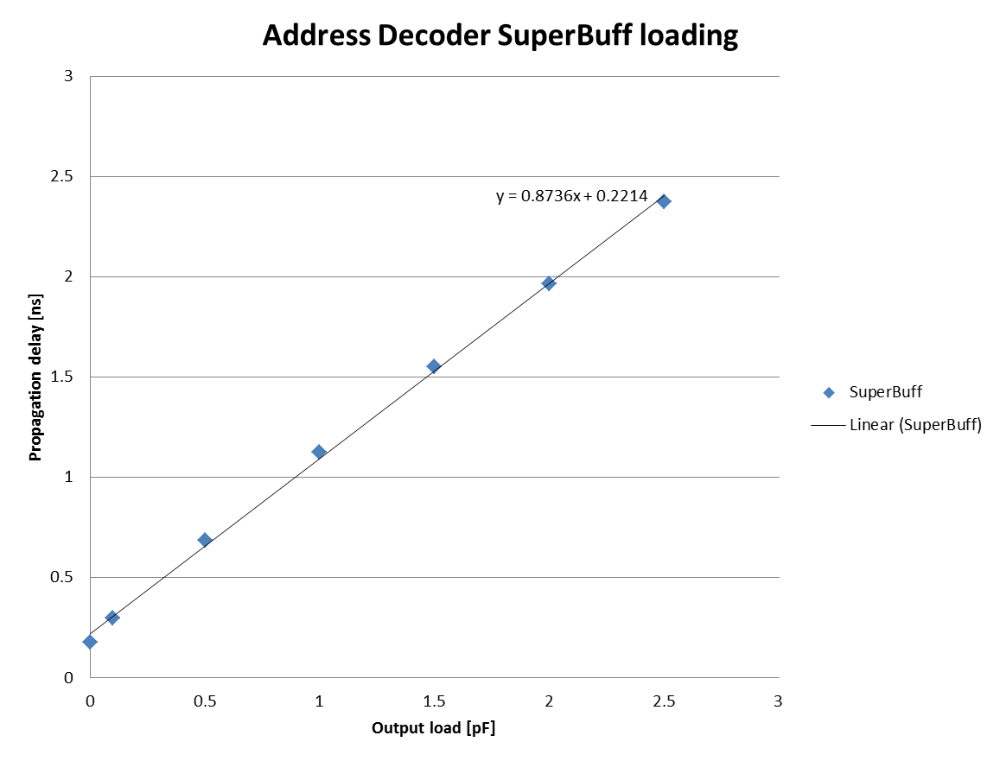 Address Decoder SuperBuff loading
3
2.5
2
1.5
1
0.5
0
y = 0.8736x + 0.2214
Propagation delay [ns]
SuperBuff
Linear (SuperBuff)
0 0.5 1 1.5 2 2.5 3
Output load [pF]